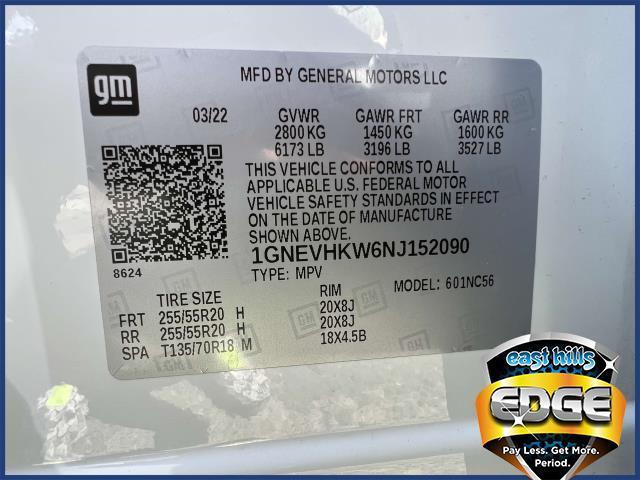 gm
MFD BY GENERAL MOTORS LLC
03/22 GVWR GAWR FRT GAWR RR
2800 KG 1450 KG 1600 KG
6173 LB 3196 LB 3527 LB
THIS VEHICLE CONFORMS TO ALL
APPLICABLE U.S. FEDERAL MOTOR
VEHICLE SAFETY STANDARDS IN EFFECT
ON THE DATE OF MANUFACTURE
SHOWN ABOVE.
1GNEVHKW6NJ152090
8624
TYPE: MPV MODEL: 601NC56
TIRE SIZE RIM
FRT 255/55R20 H 20X8J
RR 255/55R20 H 20X8J
SPA T135/70R18 M 18X4.5B
east hills
EDGE
Pay Less. Get More.
Period.